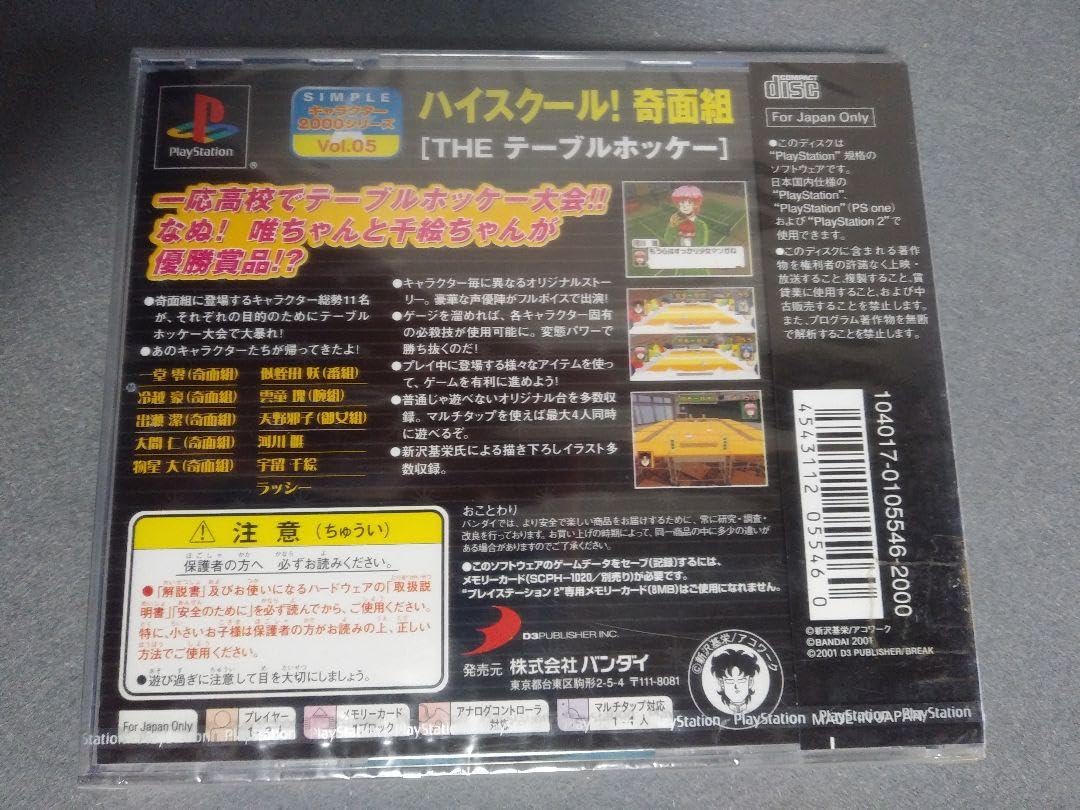 PlayStation
®
SIMPLE
キャラクター
2000シリーズ
Vol.05
ハイスクール! 奇面組
[THE テーブルホッケー]
一応高校でテーブルホッケー大会!!
なぬ! 唯ちゃんと千絵ちゃんが
優勝賞品!?
●奇面組に登場するキャラクター総勢11名
が、それぞれの目的のためにテーブル
ホッケー大会で大暴れ!
●あのキャラクターたちが帰ってきたよ!
一堂 零(奇面組)
冷越 豪(奇面組)
出瀬 潔(奇面組)
大間 仁(奇面組)
物星 大(奇面組)
似蛭田 妖(番組)
雲童 塊(腕組)
天野邪子(御女組)
河川 唯
宇留 千絵
ラッシー
●キャラクター毎に異なるオリジナルストー
リー。豪華な声優陣がフルボイスで出演!
●ゲージを溜めれば、各キャラクター固有
の必殺技が使用可能に。変態パワーで
勝ち抜くのだ!
●プレイ中に登場する様々なアイテムを使っ
て、ゲームを有利に進めよう!
●普通じゃ遊べないオリジナル台を多数収
録。マルチタップを使えば最大4人同時
に遊べるぞ。
●新沢基栄氏による描き下ろしイラスト多
数収録。
もう心はすっかり少女マンガね
注 意 (ちゅうい)
保護者の方へ 必ずお読みください。
●「解説書」及びお使いになるハードウェアの「取扱説
明書」「安全のために」を必ず読んでから、ご使用ください。
特に、小さいお子様は保護者の方がお読みの上、正しい
方法でご使用ください。
●遊び過ぎに注意して目を大切にしましょう。
おことわり
バンダイでは、より安全で楽しい商品をお届けするために、常に研究・調査・
改良を行っております。お買い上げの時期によって、同一商品の中に多少の違いが
ある場合がありますのでご了承ください。
●このソフトウェアのゲームデータをセーブ(記録)するには、
メモリーカード(SCPH-1020/別売り)が必要です。
"プレイステーション 2"専用メモリーカード(8MB)はご使用になれません。
D3PUBLISHER INC.
発売元 株式会社 バンダイ
東京都台東区駒形2-5-4 〒111-8081
©新沢基栄/アコワーク
For Japan Only
プレイヤー
メモリーカード
1ブロック
アナログコントローラ
対応
マルチタップ対応
1-4 人
PlayStation PlayStation PlayStation
MADE IN JAPAN
COMPACT
disc
For Japan Only
●このディスクは
"PlayStation" 規格の
ソフトウェアです。
日本国内仕様の
"PlayStation"、
"PlayStation"(PS one)
および"PlayStation 2"で
使用できます。
●このディスクに含まれる著作
物を権利者の許諾なく上映・
放送すること、複製すること、賃
貸業に使用すること、および中
古販売することを禁止します。
また、プログラム著作物を無断
で解析することを禁止します。
4543112 05546 0
104017-0105546-2000
©新沢基栄/アコワーク
©BANDAI 2001
©2001 D3 PUBLISHER/BREAK